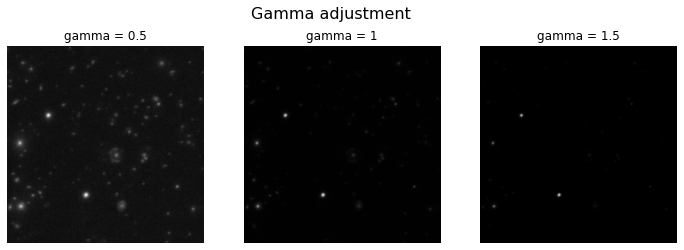 Gamma adjustment
gamma = 0.5
gamma = 1
gamma = 1.5